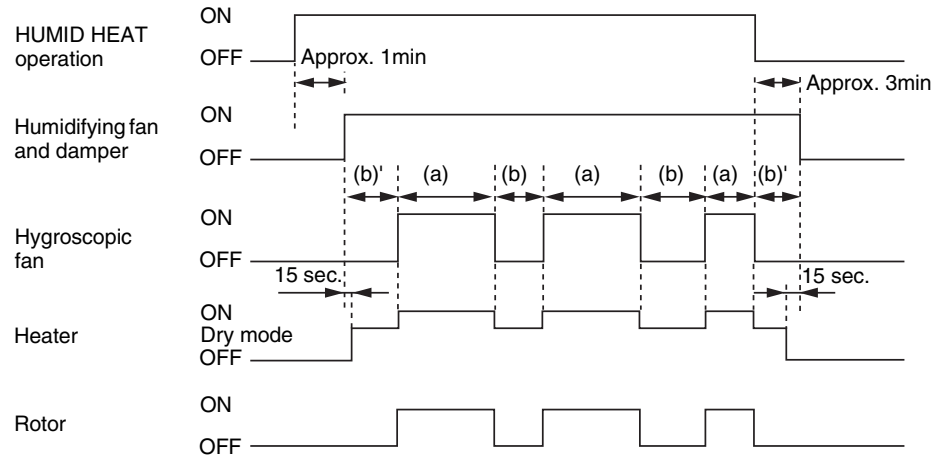 HUMID HEAT
operation
ON
OFF
Approx. 1min
Approx. 3min
Humidifying fan
and damper
ON
OFF
(b)' (a) (b) (a) (b) (a) (b)'
Hygroscopic
fan
ON
OFF
15 sec. 15 sec.
Heater
ON
Dry mode
OFF
Rotor
ON
OFF